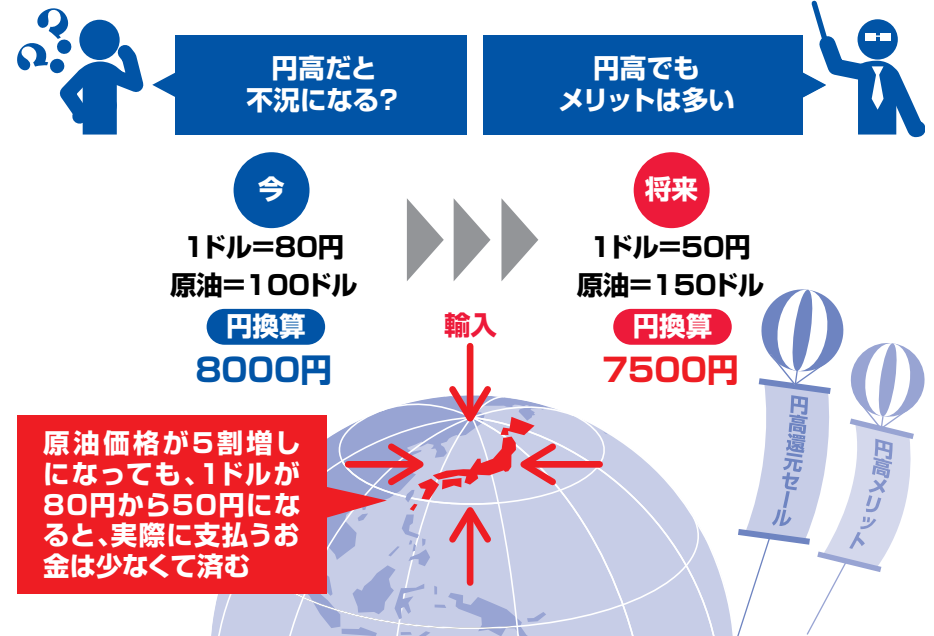 円高だと
不況になる?
円高でも
メリットは多い
今
1ドル=80円
原油=100ドル
円換算
8000円
将来
1ドル=50円
原油=150ドル
円換算
7500円
輸入
原油価格が5割増し
になっても、1ドルが
80円から50円にな
ると、実際に支払うお
金は少なくて済む
円高還元セール
円高メリット